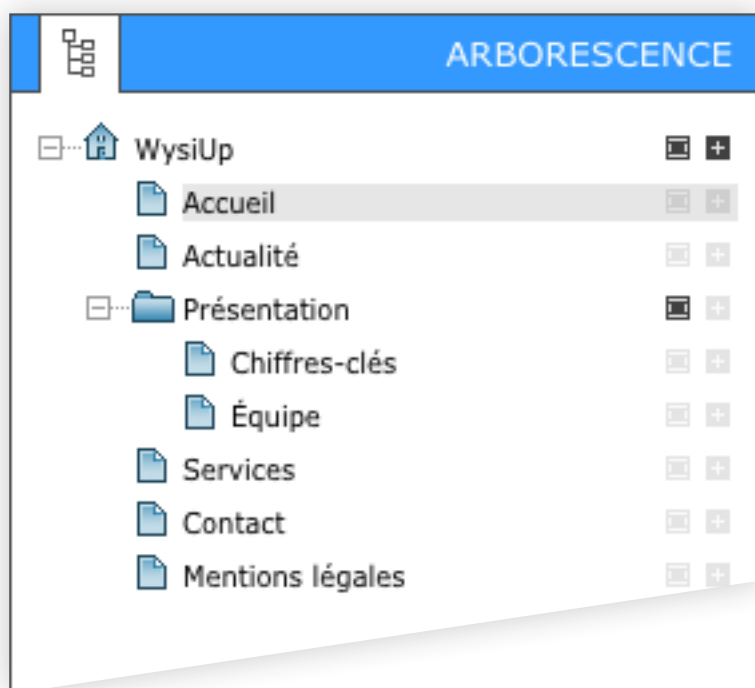 ARBORESCENCE
WysiUp
Accueil
Actualité
Présentation
Chiffres-clés
Équipe
Services
Contact
Mentions légales